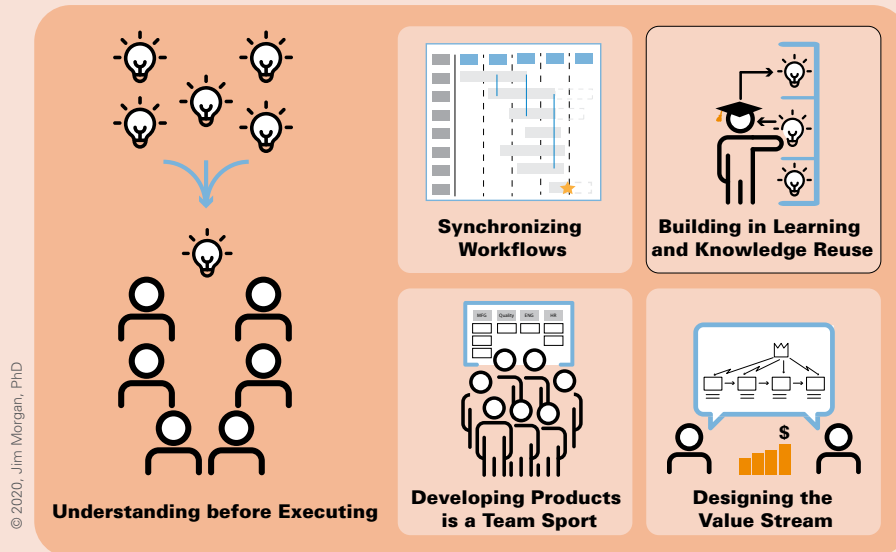 Synchronizing
Workflows
Building in Learning
and Knowledge Reuse
MFG Quality ENG HR
$
Understanding before Executing
Developing Products
is a Team Sport
Designing the
Value Stream
© 2020, Jim Morgan, PhD